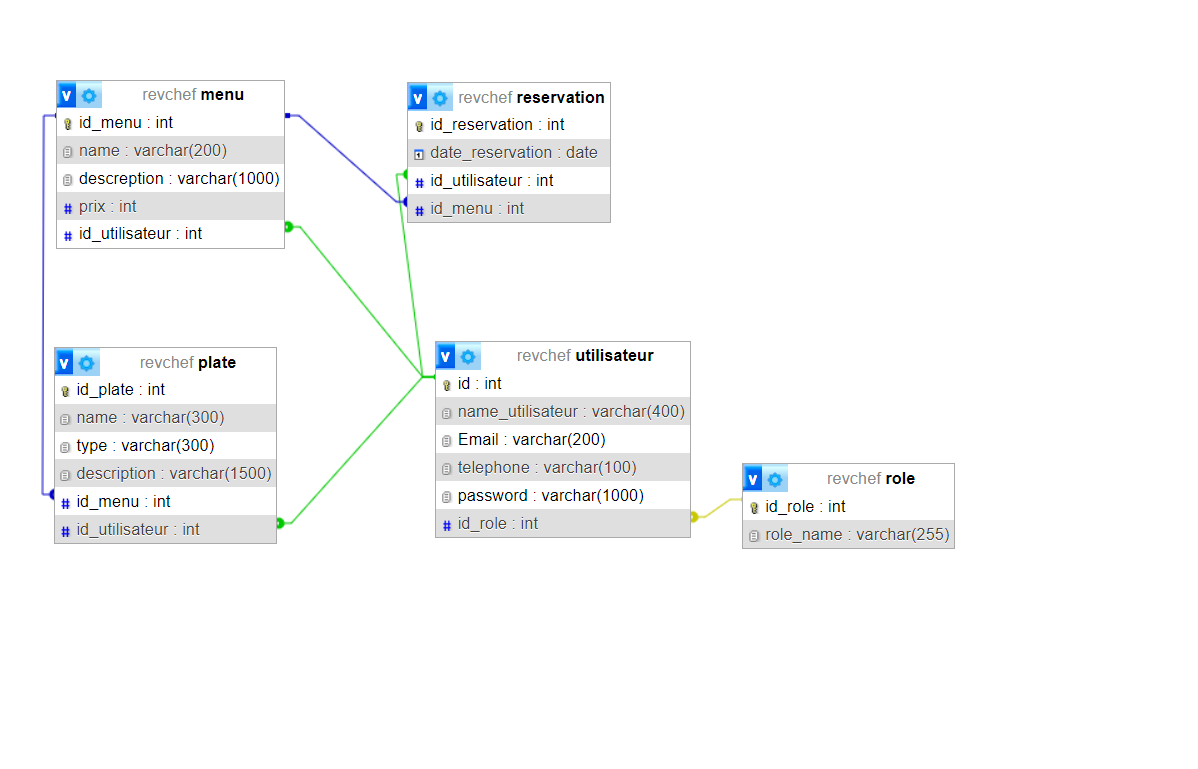 v revchef menu
id_menu : int
name : varchar(200)
descreption : varchar(1000)
prix : int
id_utilisateur : int
v revchef reservation
id_reservation : int
date_reservation : date
id_utilisateur : int
id_menu : int
v revchef plate
id_plate : int
name : varchar(300)
type : varchar(300)
description : varchar(1500)
id_menu : int
id_utilisateur : int
v revchef utilisateur
id : int
name_utilisateur : varchar(400)
Email : varchar(200)
telephone : varchar(100)
password : varchar(1000)
id_role : int
v revchef role
id_role : int
role_name : varchar(255)